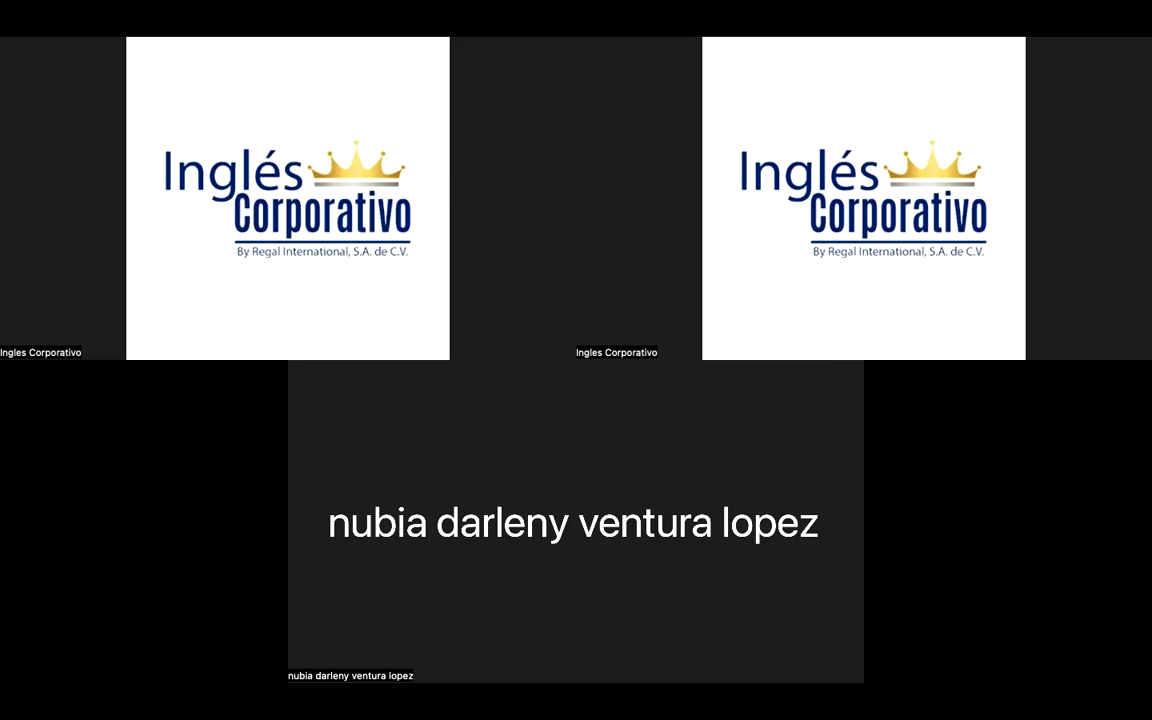 Inglés
Corporativo
By Regal International, S.A. de C.V.
Ingles Corporativo
Inglés
Corporativo
By Regal International, S.A. de C.V.
Ingles Corporativo
nubia darleny ventura lopez
nubia darleny ventura lopez